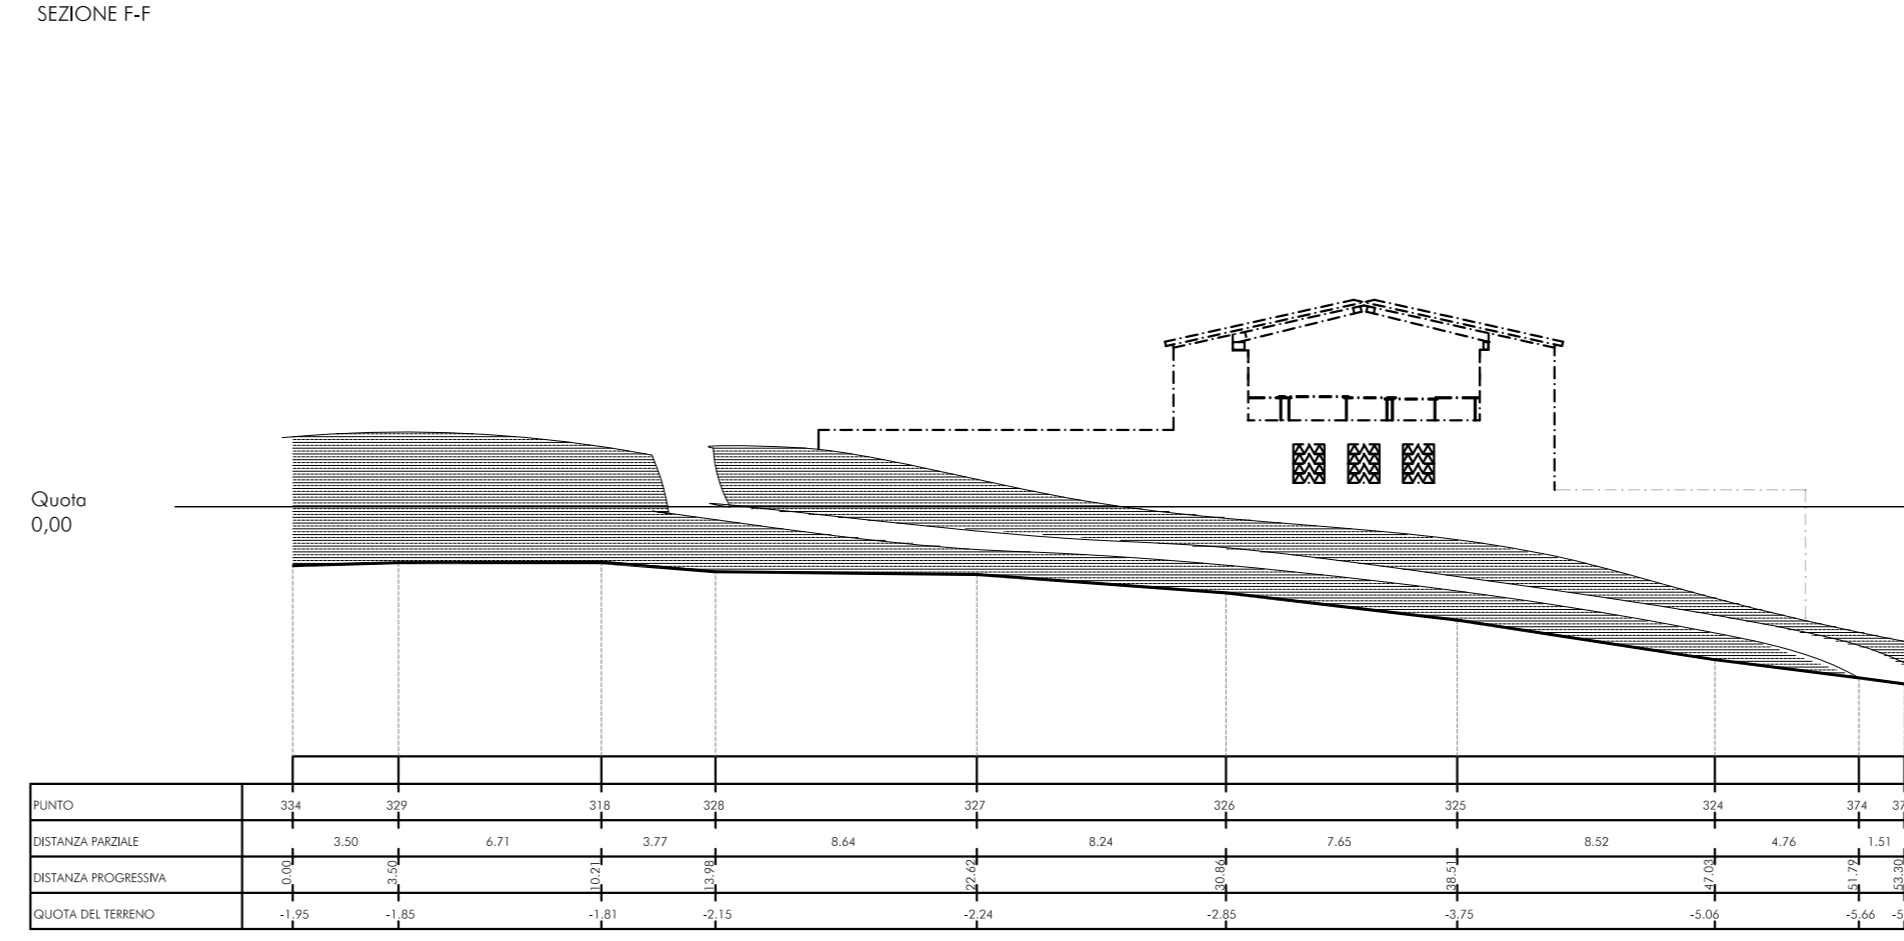 SEZIONE F-F
Quota
0,00
PUNTO 334 329 318 328 327 326 325 324 374
DISTANZA PARZIALE 3.50 6.71 3.77 8.64 8.24 7.65 8.52 4.76 1.51
DISTANZA PROGRESSIVA 0.00 3.50 10.21 13.98 22.62 30.86 38.51 47.03 51.79 53.30
QUOTA DEL TERRENO -1.95 -1.85 -1.81 -2.15 -2.24 -2.85 -3.75 -5.06 -5.66